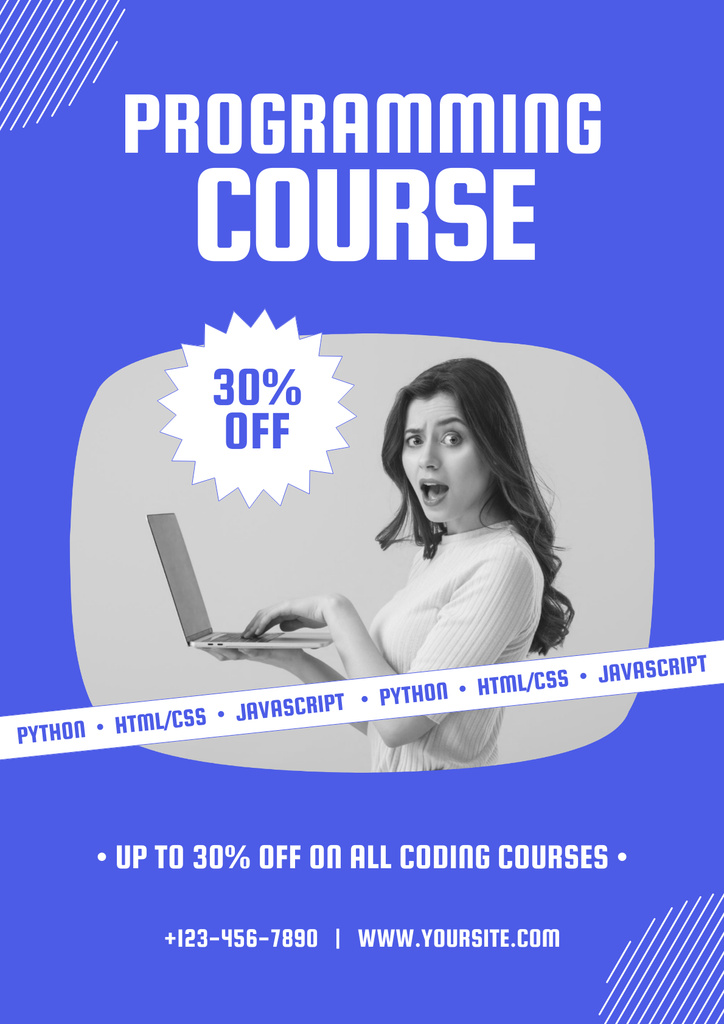 PROGRAMMING
COURSE
30%
OFF
PYTHON • HTML/CSS • JAVASCRIPT • PYTHON • HTML/CSS • JAVASCRIPT
• UP TO 30% OFF ON ALL CODING COURSES •
+123-456-7890 | WWW.YOURSITE.COM